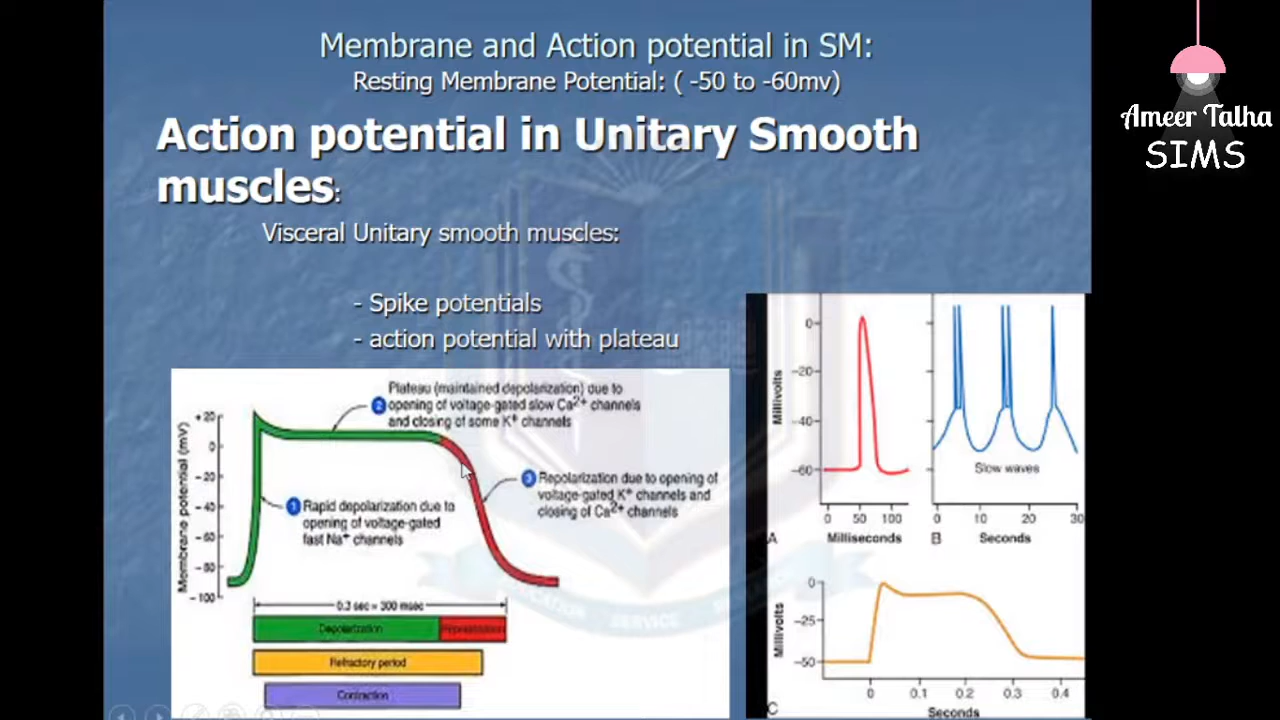 Membrane and Action potential in SM:
Resting Membrane Potential: ( -50 to -60mv)
Action potential in Unitary Smooth
muscles:
Visceral Unitary smooth muscles:
- Spike potentials
- action potential with plateau
Ameer Talha
SIMS
Plateau (maintained depolarization) due to
2 opening of voltage-gated slow Ca2+ channels
and closing of some K+ channels
Membrane potential (mV)
+20
0
-20
-40
-60
-80
-100
1 Rapid depolarization due to
opening of voltage-gated
fast Na+ channels
3 Repolarization due to opening of
voltage-gated K+ channels and
closing of Ca2+ channels
0.3 sec = 300 msec
Depolarization Repolarization
Refractory period
Contraction
Millivolts
0
-20
-40
-60
0 50 100
A Milliseconds
Slow waves
0 10 20 30
B Seconds
Millivolts
0
-25
-50
0 0.1 0.2 0.3 0.4
C Seconds
SERVICE